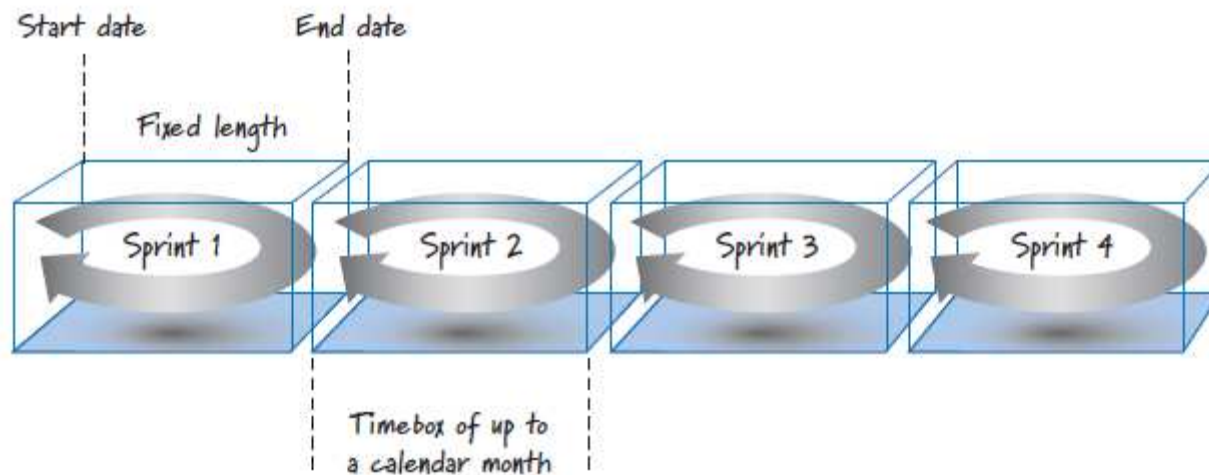 Start date
End date
Fixed length
Sprint 1
Sprint 2
Sprint 3
Sprint 4
Timebox of up to
a calendar month